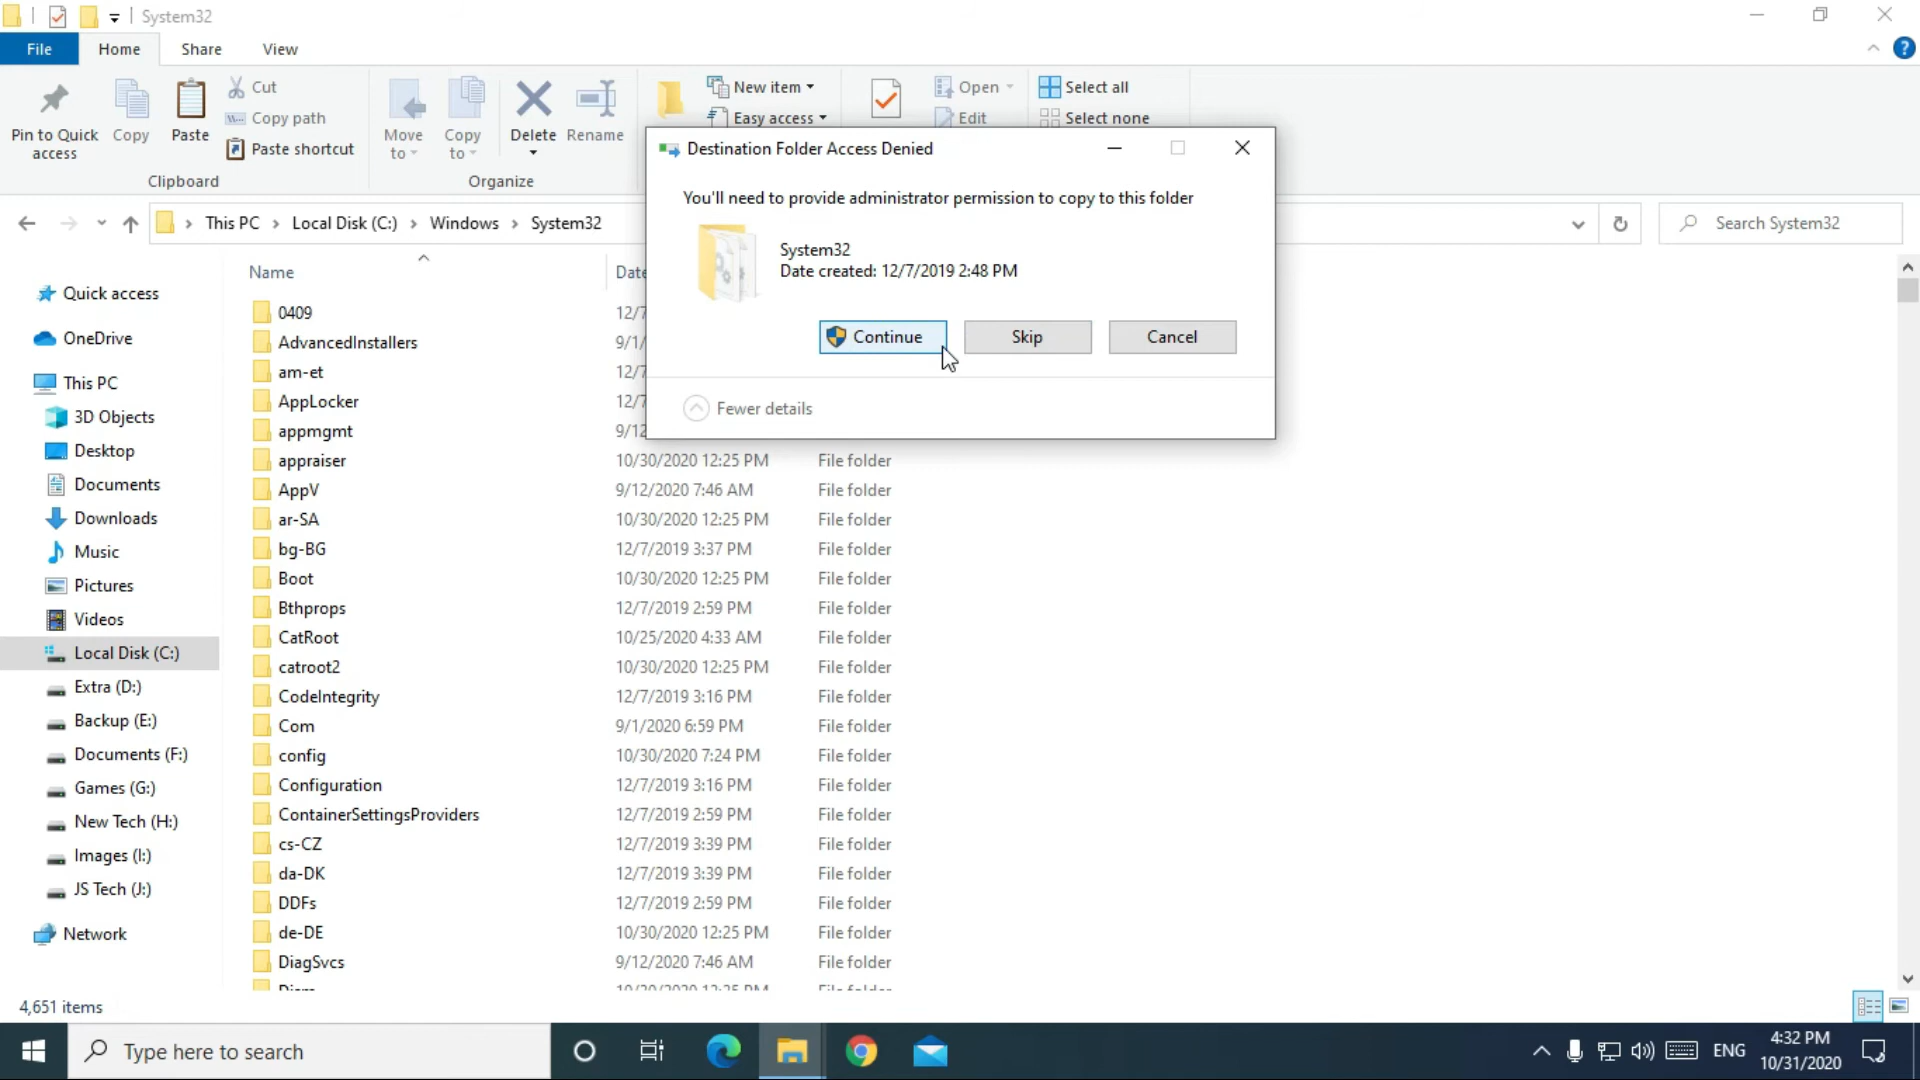 System32
File Home Share View
Pin to Quick access
Copy
Paste
Cut
Copy path
Paste shortcut
Clipboard
Move to
Copy to
Delete
Rename
Organize
New item
Easy access
Open
Edit
Select all
Select none
This PC > Local Disk (C:) > Windows > System32
Search System32
Destination Folder Access Denied
You'll need to provide administrator permission to copy to this folder
System32
Date created: 12/7/2019 2:48 PM
Continue Skip Cancel
Fewer details
Quick access
OneDrive
This PC
3D Objects
Desktop
Documents
Downloads
Music
Pictures
Videos
Local Disk (C:)
Extra (D:)
Backup (E:)
Documents (F:)
Games (G:)
New Tech (H:)
Images (I:)
JS Tech (J:)
Network
Name Date
0409 12/7
AdvancedInstallers 9/1/
am-et 12/7
AppLocker 12/7
appmgmt 9/12
appraiser 10/30/2020 12:25 PM File folder
AppV 9/12/2020 7:46 AM File folder
ar-SA 10/30/2020 12:25 PM File folder
bg-BG 12/7/2019 3:37 PM File folder
Boot 10/30/2020 12:25 PM File folder
Bthprops 12/7/2019 2:59 PM File folder
CatRoot 10/25/2020 4:33 AM File folder
catroot2 10/30/2020 12:25 PM File folder
CodeIntegrity 12/7/2019 3:16 PM File folder
Com 9/1/2020 6:59 PM File folder
config 10/30/2020 7:24 PM File folder
Configuration 12/7/2019 3:16 PM File folder
ContainerSettingsProviders 12/7/2019 2:59 PM File folder
cs-CZ 12/7/2019 3:39 PM File folder
da-DK 12/7/2019 3:39 PM File folder
DDFs 12/7/2019 2:59 PM File folder
de-DE 10/30/2020 12:25 PM File folder
DiagSvcs 9/12/2020 7:46 AM File folder
4,651 items
Type here to search
ENG
4:32 PM
10/31/2020